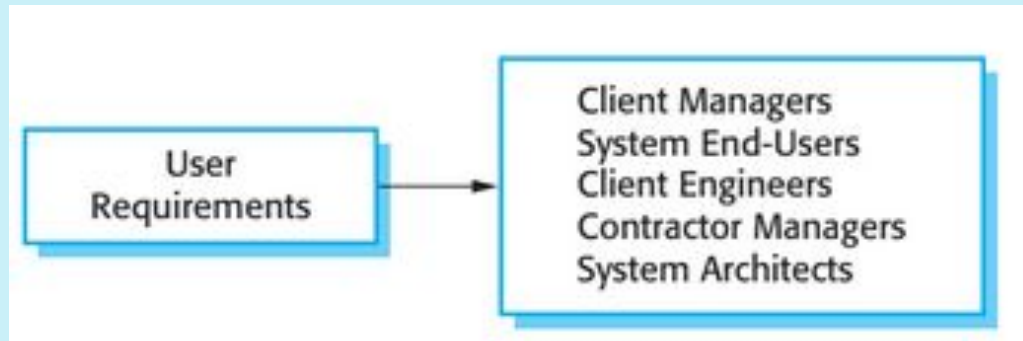 User
Requirements
Client Managers
System End-Users
Client Engineers
Contractor Managers
System Architects